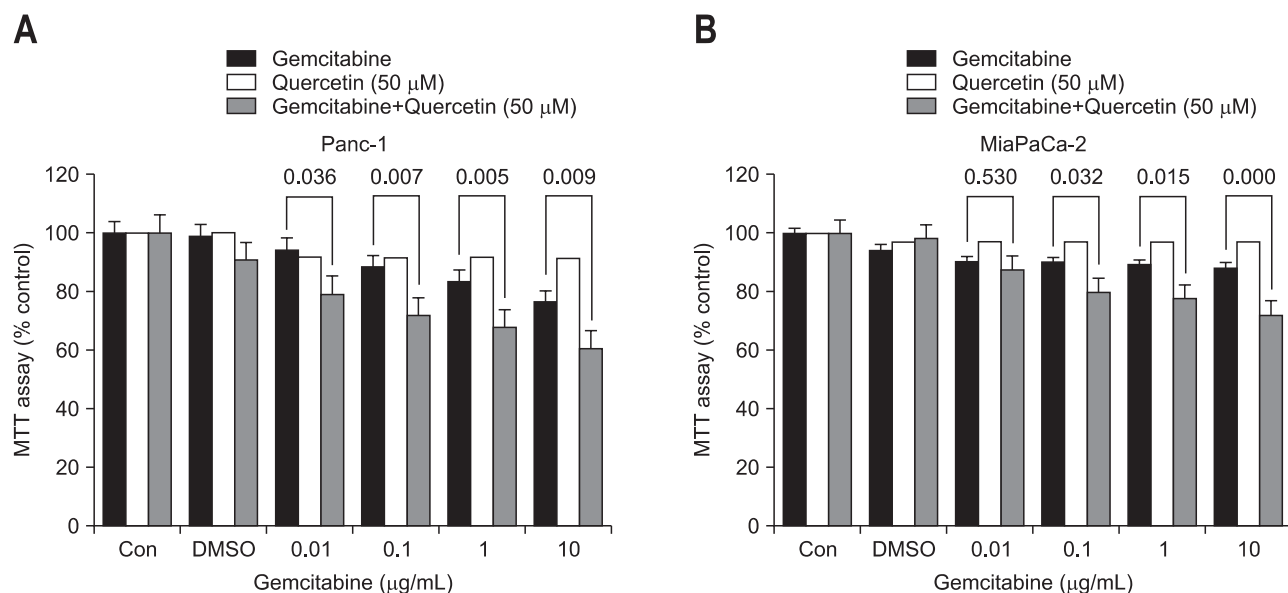 A
Gemcitabine
Quercetin (50 μM)
Gemcitabine+Quercetin (50 μM)
Panc-1
120
100
80
60
40
20
0
MTT assay (% control)
0.036
0.007
0.005
0.009
Con
DMSO
0.01
0.1
1
10
Gemcitabine (μg/mL)
B
Gemcitabine
Quercetin (50 μM)
Gemcitabine+Quercetin (50 μM)
MiaPaCa-2
120
100
80
60
40
20
0
MTT assay (% control)
0.530
0.032
0.015
0.000
Con
DMSO
0.01
0.1
1
10
Gemcitabine (μg/mL)